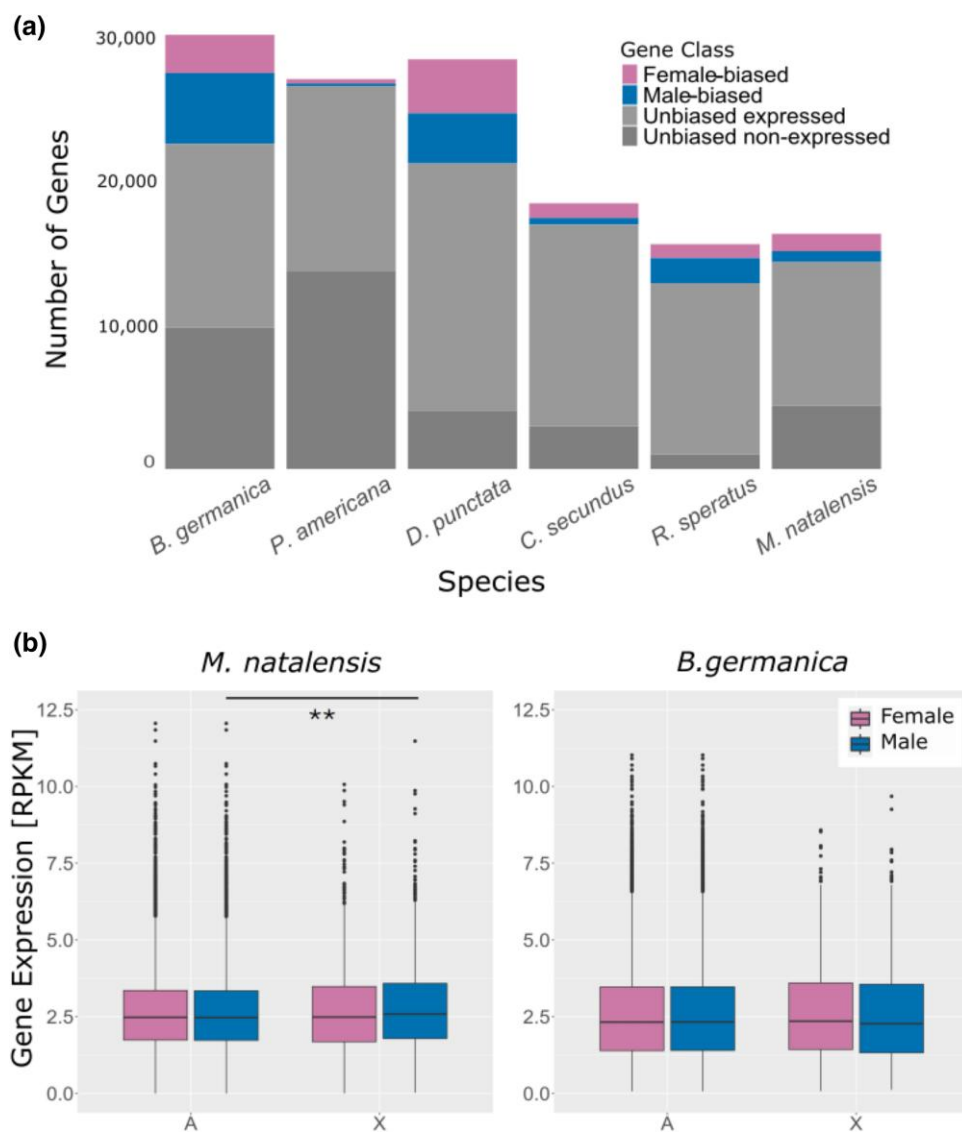 (a)
30,000
20,000
10,000
0
Number of Genes
Gene Class
Female-biased
Male-biased
Unbiased expressed
Unbiased non-expressed
B. germanica
P. americana
D. punctata
C. secundus
R. speratus
M. natalensis
Species
(b)
M. natalensis
B.germanica
Gene Expression [RPKM]
12.5
10.0
7.5
5.0
2.5
0.0
**
A
X
12.5
10.0
7.5
5.0
2.5
0.0
Female
Male
A
X